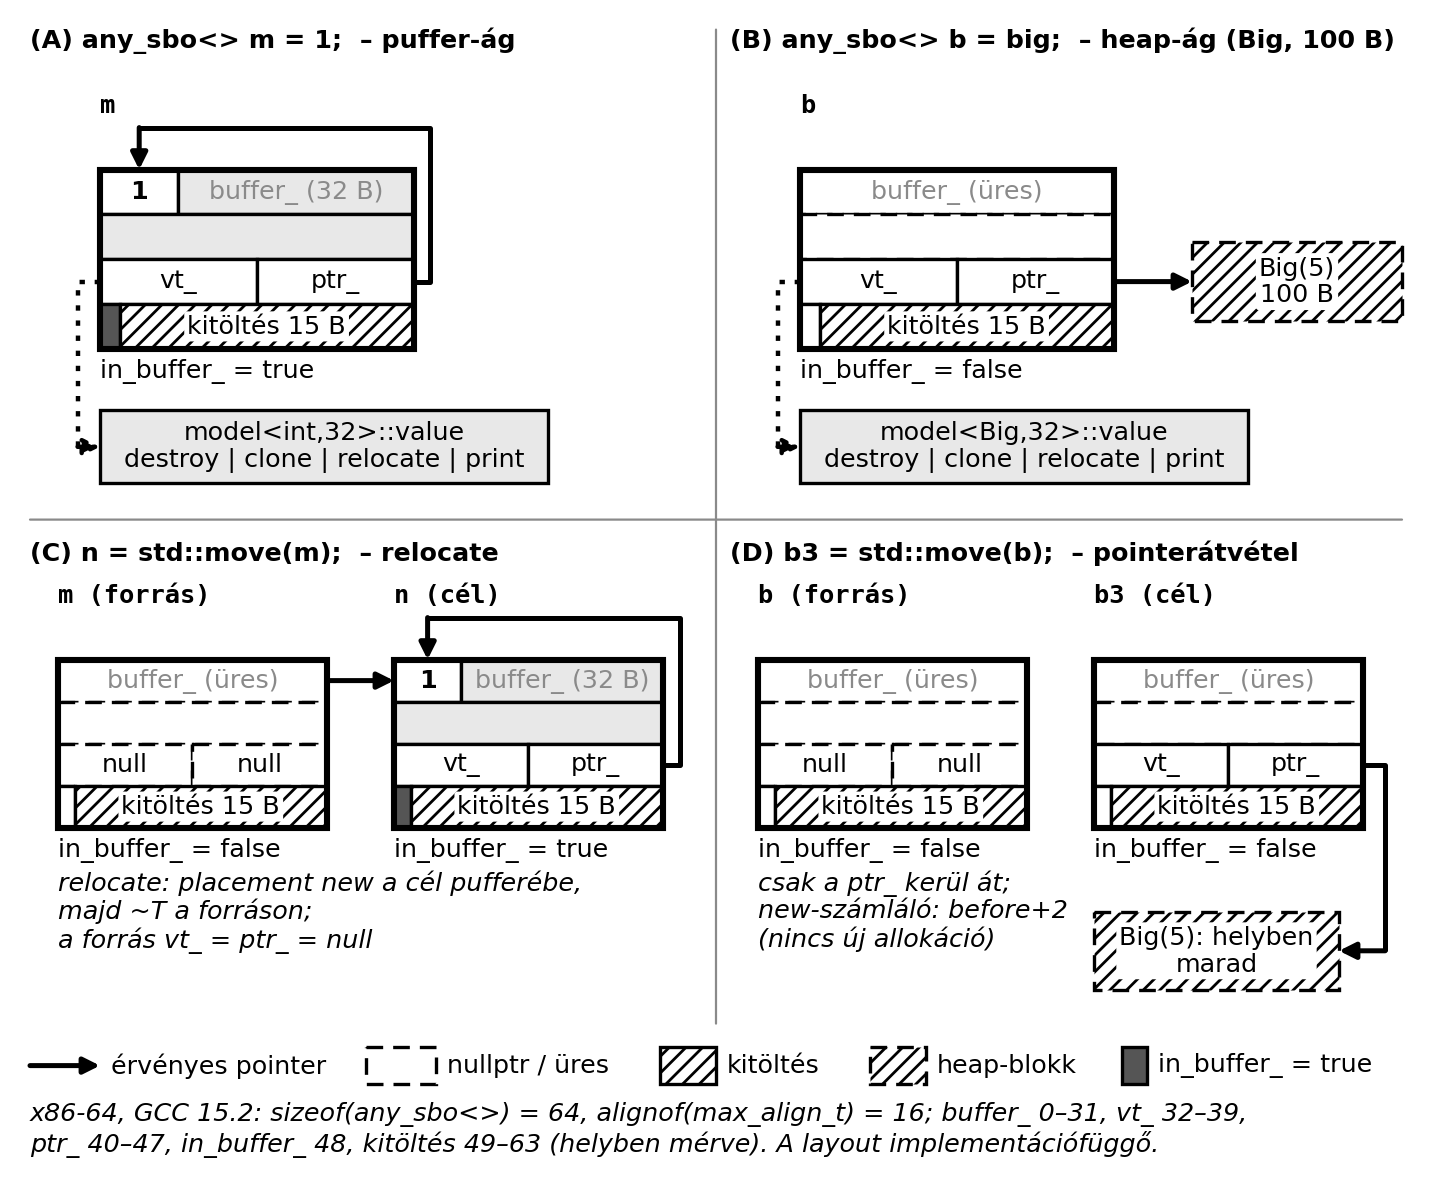 (A) any_sbo<> m = 1;  – puffer-ág
m
1
buffer_ (32 B)
vt_
ptr_
kitöltés 15 B
in_buffer_ = true
model<int,32>::value
destroy | clone | relocate | print
(B) any_sbo<> b = big;  – heap-ág (Big, 100 B)
b
buffer_ (üres)
vt_
ptr_
Big(5)
100 B
kitöltés 15 B
in_buffer_ = false
model<Big,32>::value
destroy | clone | relocate | print
(C) n = std::move(m);  – relocate
m (forrás)
n (cél)
buffer_ (üres)
1
buffer_ (32 B)
null
null
vt_
ptr_
kitöltés 15 B
kitöltés 15 B
in_buffer_ = false
in_buffer_ = true
relocate: placement new a cél pufferébe,
majd ~T a forráson;
a forrás vt_ = ptr_ = null
(D) b3 = std::move(b);  – pointerátvétel
b (forrás)
b3 (cél)
buffer_ (üres)
buffer_ (üres)
null
null
vt_
ptr_
kitöltés 15 B
kitöltés 15 B
in_buffer_ = false
in_buffer_ = false
csak a ptr_ kerül át;
new-számláló: before+2
(nincs új allokáció)
Big(5): helyben
marad
érvényes pointer
nullptr / üres
kitöltés
heap-blokk
in_buffer_ = true
x86-64, GCC 15.2: sizeof(any_sbo<>) = 64, alignof(max_align_t) = 16; buffer_ 0–31, vt_ 32–39,
ptr_ 40–47, in_buffer_ 48, kitöltés 49–63 (helyben mérve). A layout implementációfüggő.